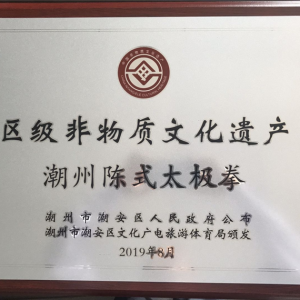 区级非物质文化遗产
潮州陈式太极拳
潮州市潮安区人民政府公布
潮州市潮安区文化广电旅游体育局颁发
2019年8月